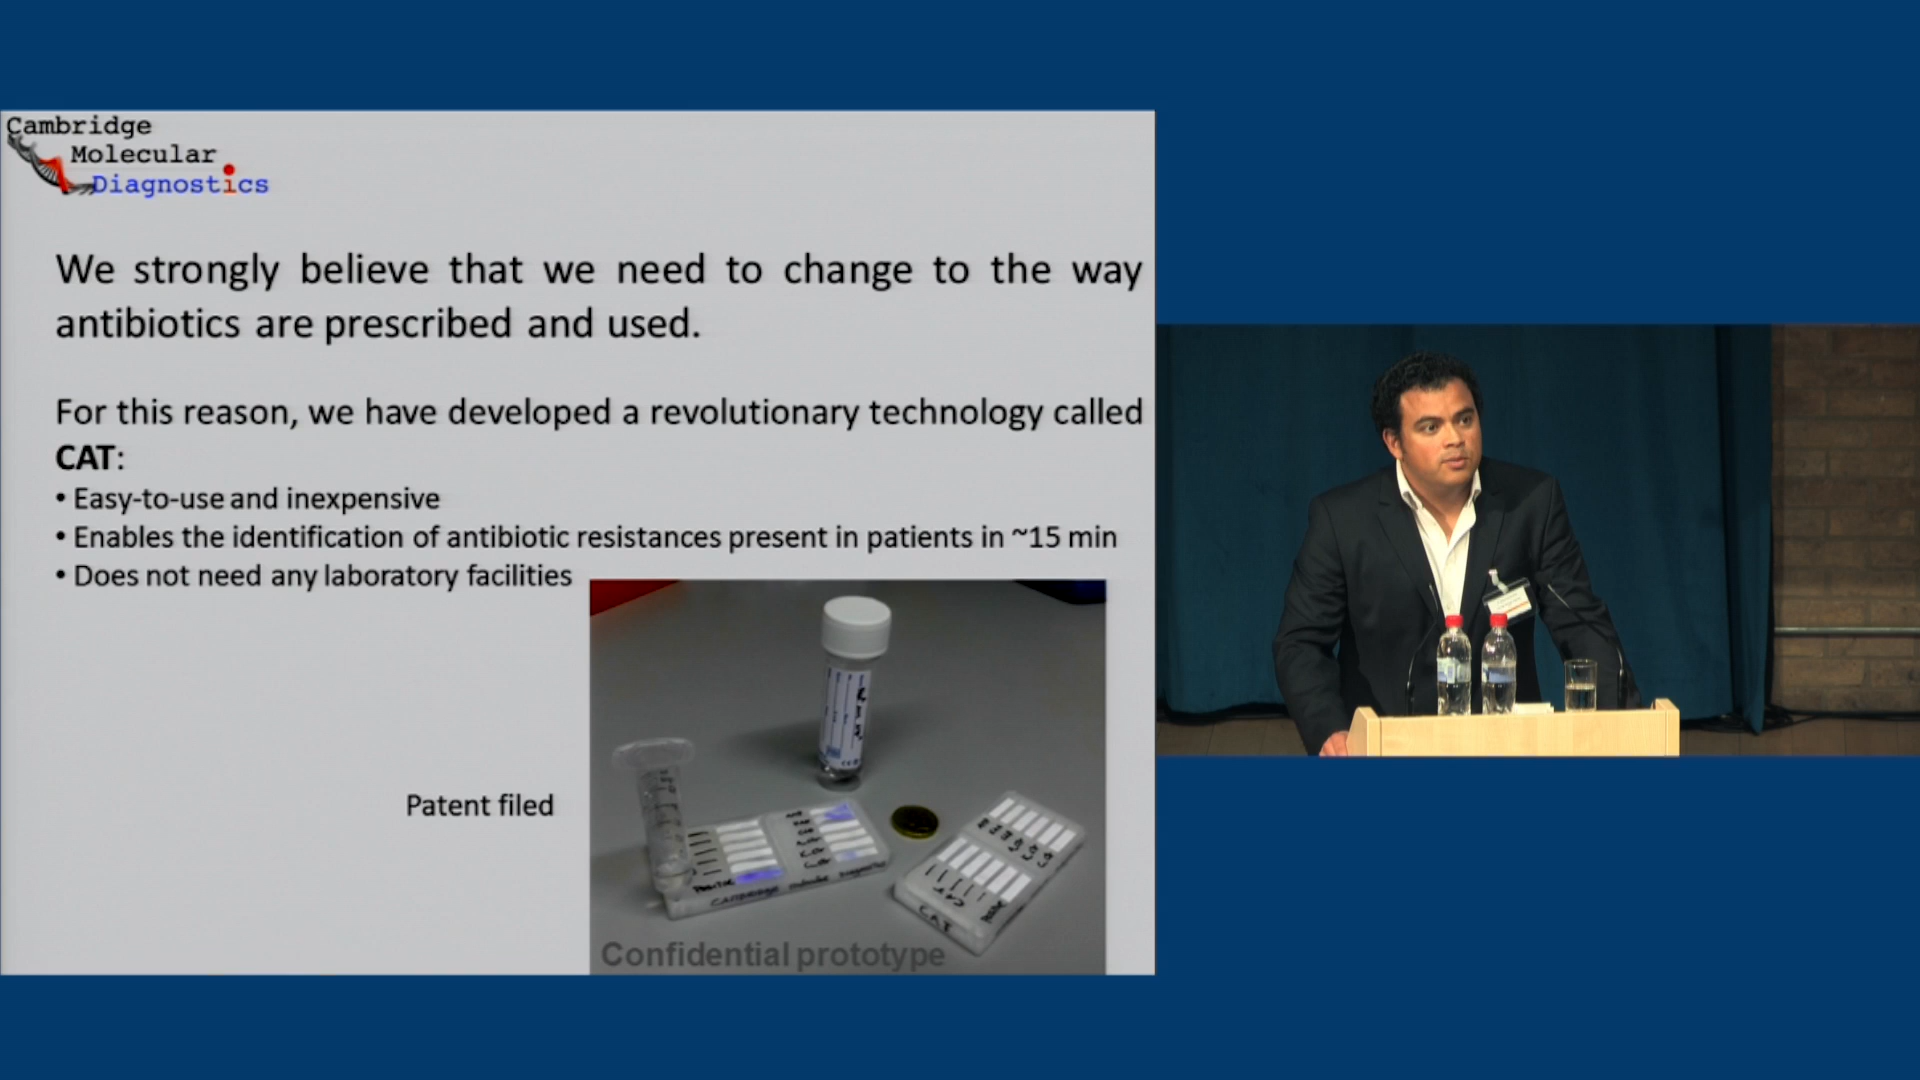 Cambridge
Molecular
Diagnostics
We strongly believe that we need to change to the way
antibiotics are prescribed and used.
For this reason, we have developed a revolutionary technology called
CAT:
• Easy-to-use and inexpensive
• Enables the identification of antibiotic resistances present in patients in ~15 min
• Does not need any laboratory facilities
Patent filed
CAT
CAT
Confidential prototype